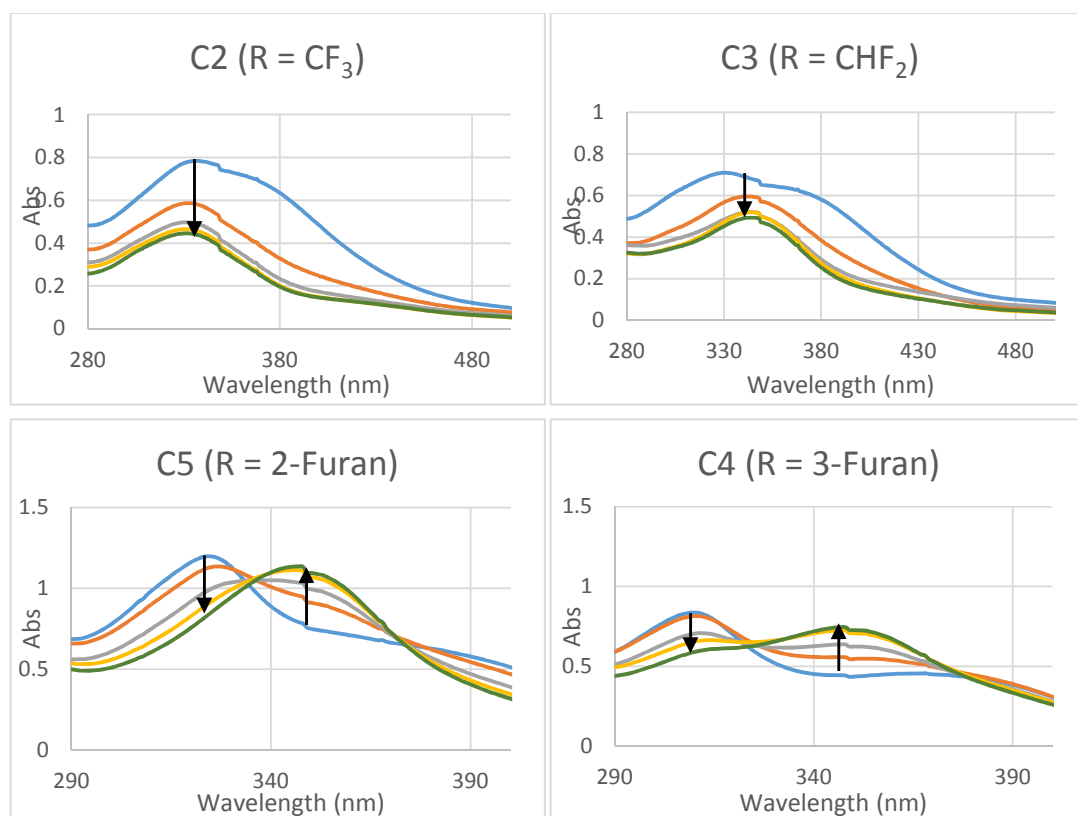 C2 (R = CF₃)
1
0.8
0.6
0.4
0.2
0
Abs
280
380
480
Wavelength (nm)
C3 (R = CHF₂)
1
0.8
0.6
0.4
0.2
0
Abs
280
330
380
430
480
Wavelength (nm)
C5 (R = 2-Furan)
1.5
1
0.5
0
Abs
290
340
390
Wavelength (nm)
C4 (R = 3-Furan)
1.5
1
0.5
0
Abs
290
340
390
Wavelength (nm)